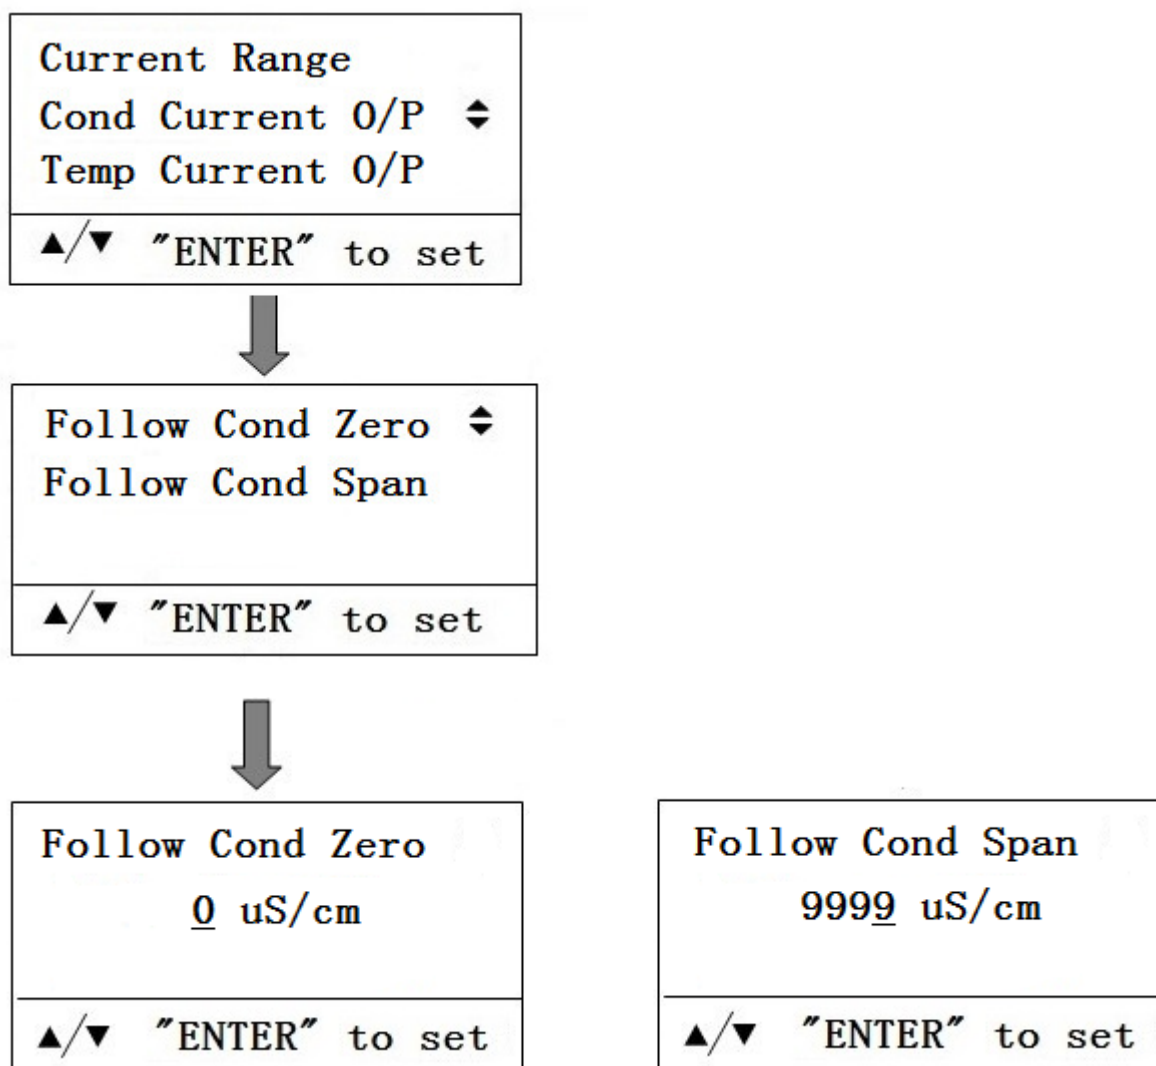 Current Range
Cond Current O/P
Temp Current O/P
▲/▼ "ENTER" to set
Follow Cond Zero
Follow Cond Span
▲/▼ "ENTER" to set
Follow Cond Zero
0 uS/cm
▲/▼ "ENTER" to set
Follow Cond Span
9999 uS/cm
▲/▼ "ENTER" to set